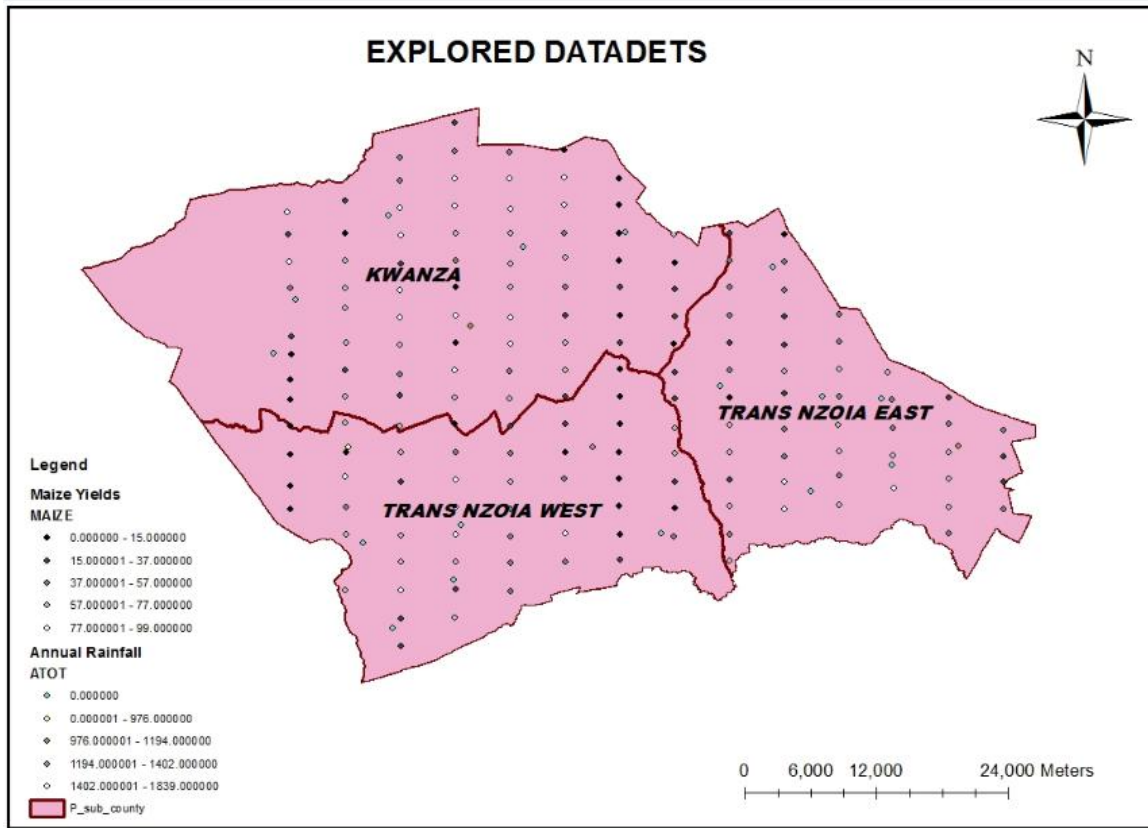 EXPLORED DATADETS
N
KWANZA
TRANS NZOIA EAST
TRANS NZOIA WEST
Legend
Maize Yields
MAIZE
0.000000 - 15.000000
15.000001 - 37.000000
37.000001 - 57.000000
57.000001 - 77.000000
77.000001 - 99.000000
Annual Rainfall
ATOT
0.000000
0.000001 - 976.000000
976.000001 - 1194.000000
1194.000001 - 1402.000000
1402.000001 - 1839.000000
P_sub_county
0 6,000 12,000 24,000 Meters